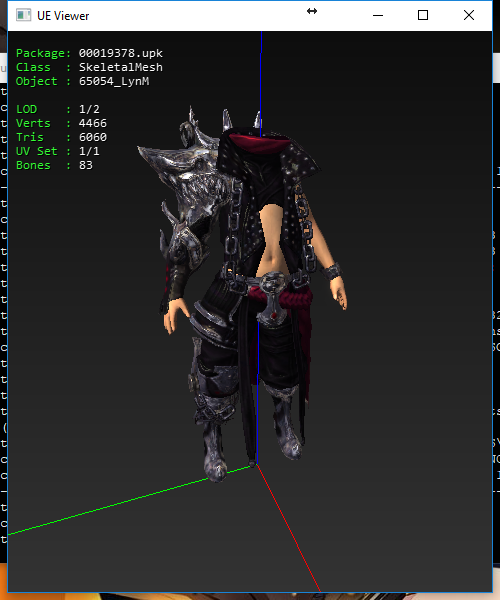 UE Viewer
Package: 00019378.upk
Class : SkeletalMesh
Object : 65054_LynM
LOD : 1/2
Verts : 4466
Tris : 6060
UV Set : 1/1
Bones : 83